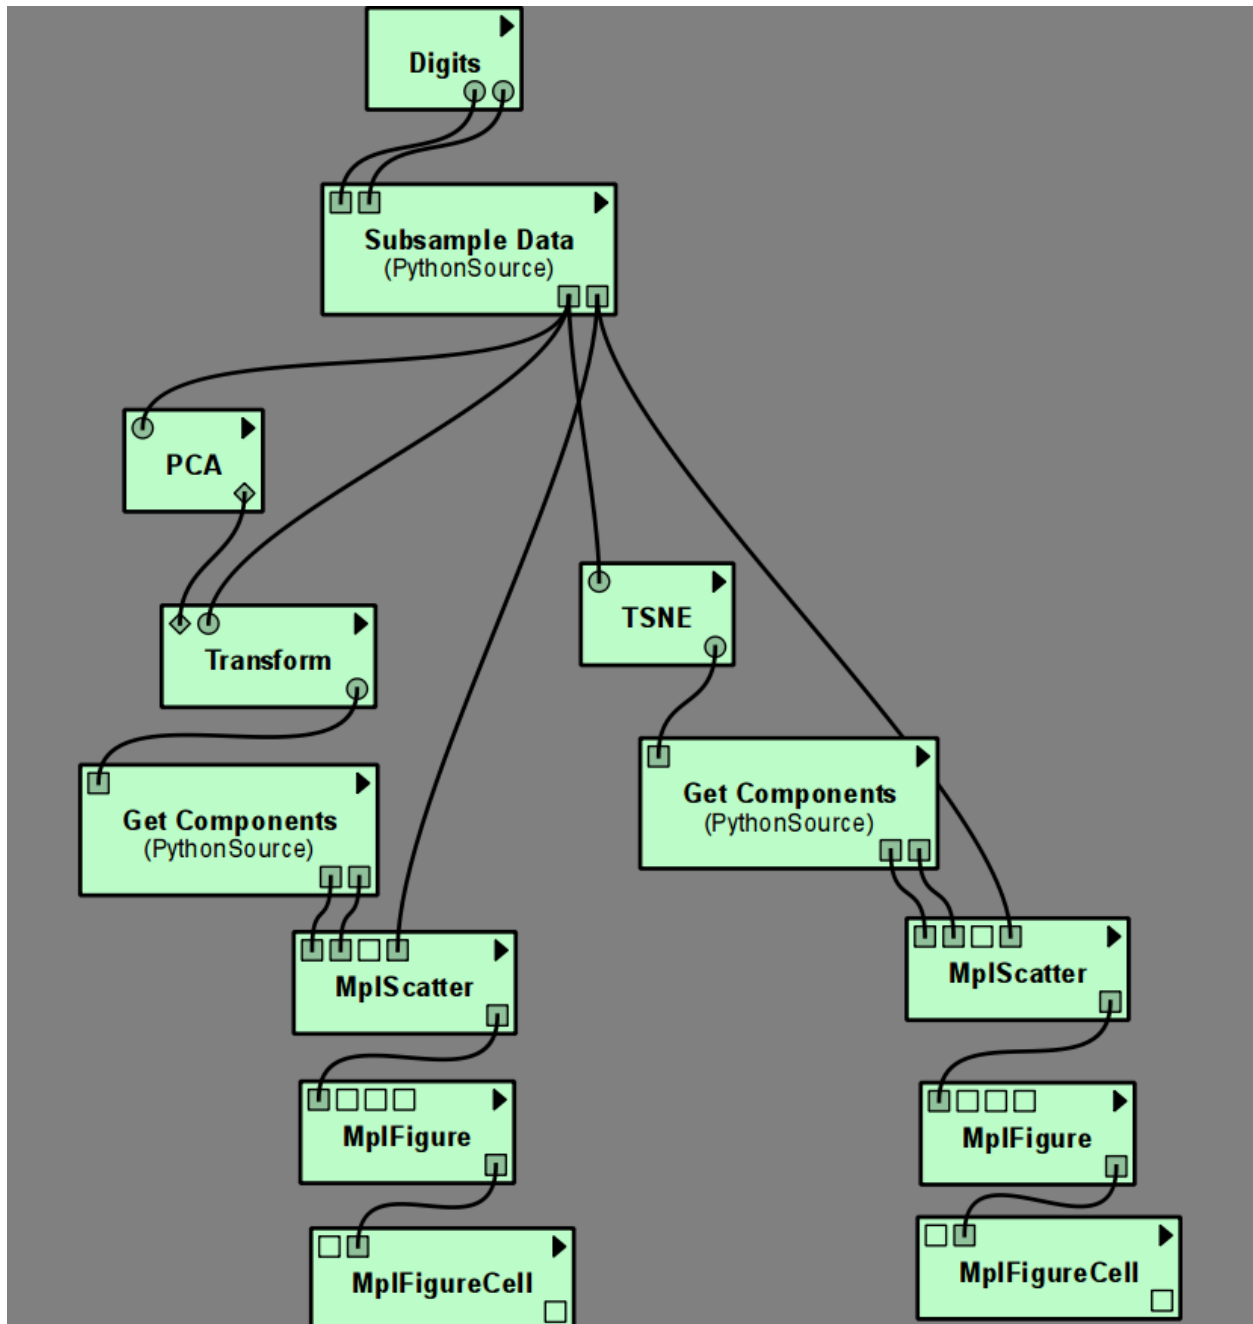 Digits
Subsample Data
(PythonSource)
PCA
TSNE
Transform
Get Components
(PythonSource)
Get Components
(PythonSource)
MplScatter
MplScatter
MplFigure
MplFigure
MplFigureCell
MplFigureCell